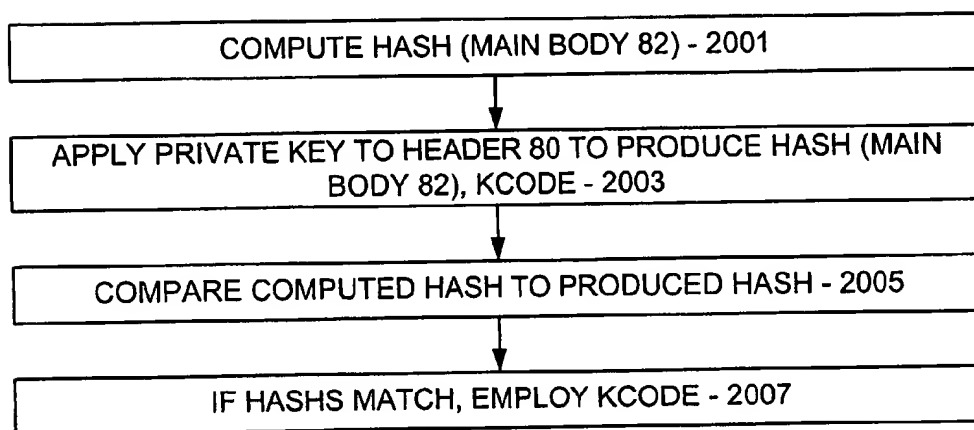 COMPUTE HASH (MAIN BODY 82) - 2001
APPLY PRIVATE KEY TO HEADER 80 TO PRODUCE HASH (MAIN
BODY 82), KCODE - 2003
COMPARE COMPUTED HASH TO PRODUCED HASH - 2005
IF HASHS MATCH, EMPLOY KCODE - 2007